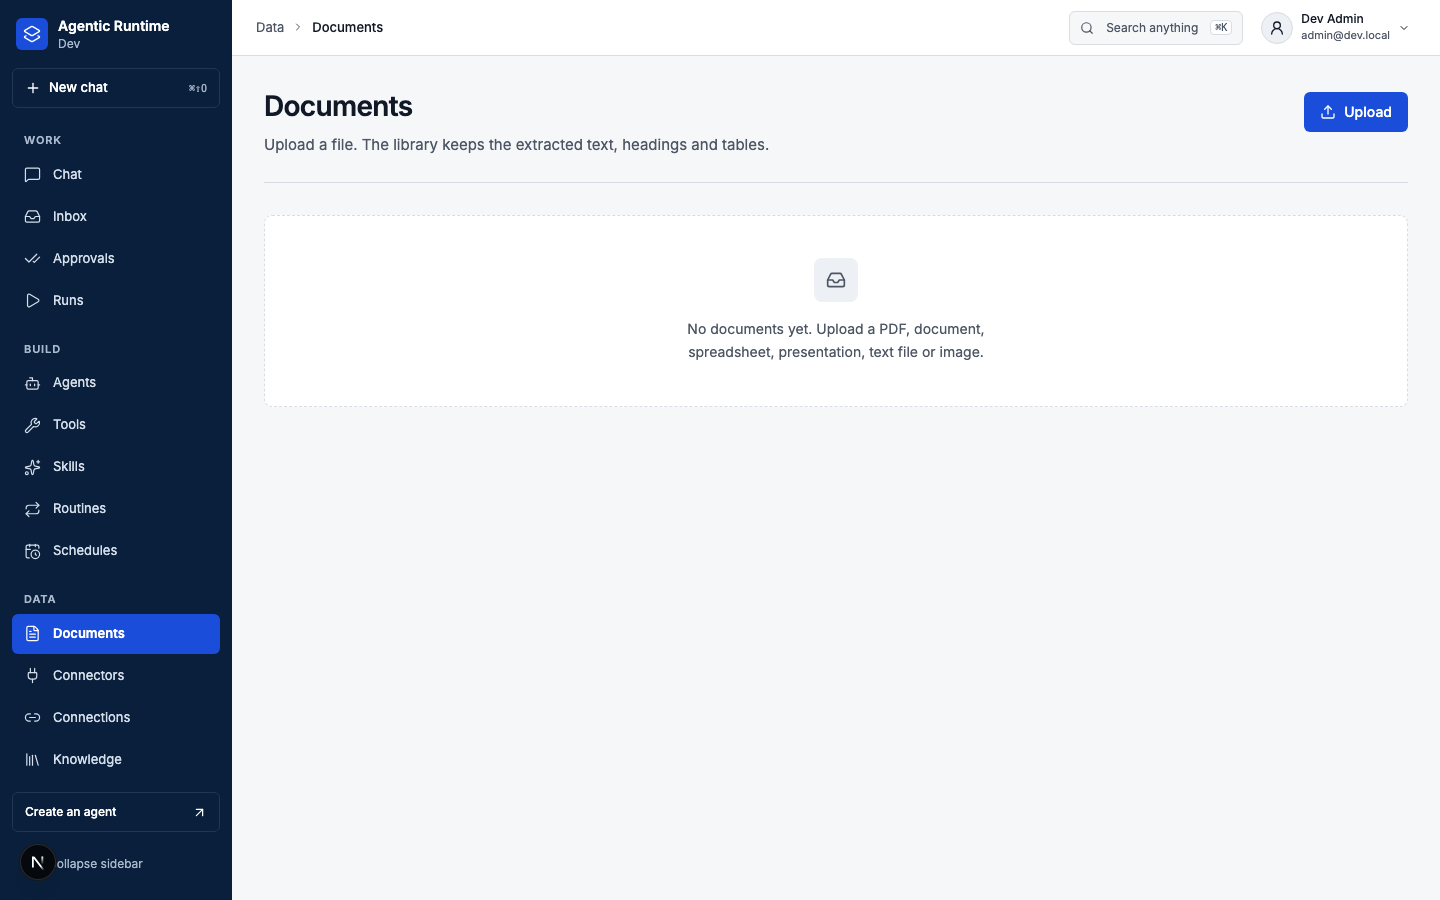 Agentic Runtime
Dev
New chat
⌘⇧O
WORK
Chat
Inbox
Approvals
Runs
BUILD
Agents
Tools
Skills
Routines
Schedules
DATA
Documents
Connectors
Connections
Knowledge
Create an agent
N
ollapse sidebar
Data
Documents
Search anything
⌘K
Dev Admin
admin@dev.local
Documents
Upload a file. The library keeps the extracted text, headings and tables.
Upload
No documents yet. Upload a PDF, document,
spreadsheet, presentation, text file or image.